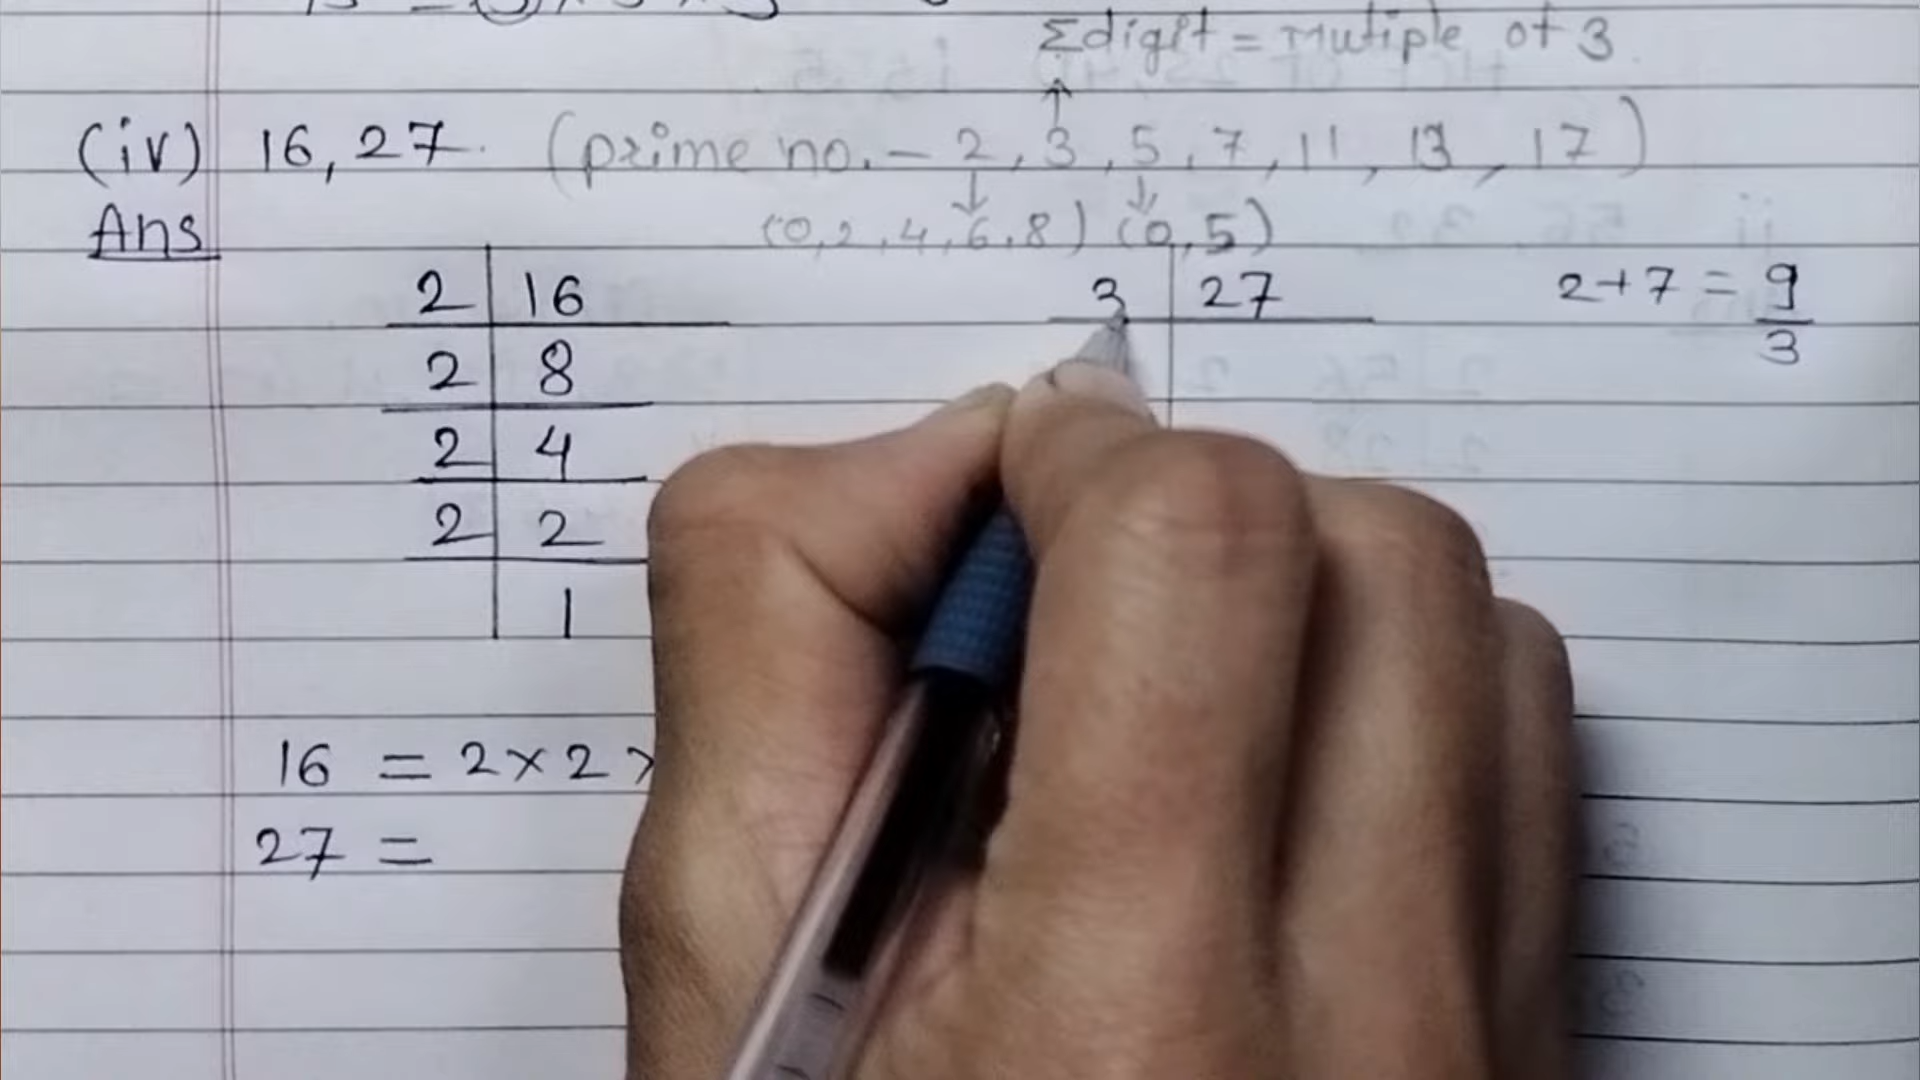 Σdigit = mutiple of 3
(iv) 16, 27. (prime no. - 2, 3, 5, 7, 11, 13, 17)
Ans (0, 2, 4, 6, 8) (0, 5)
2 16 3 27 2+7 = 9
3
2 8
2 4
2 2
1
16 = 2×2×
27 =